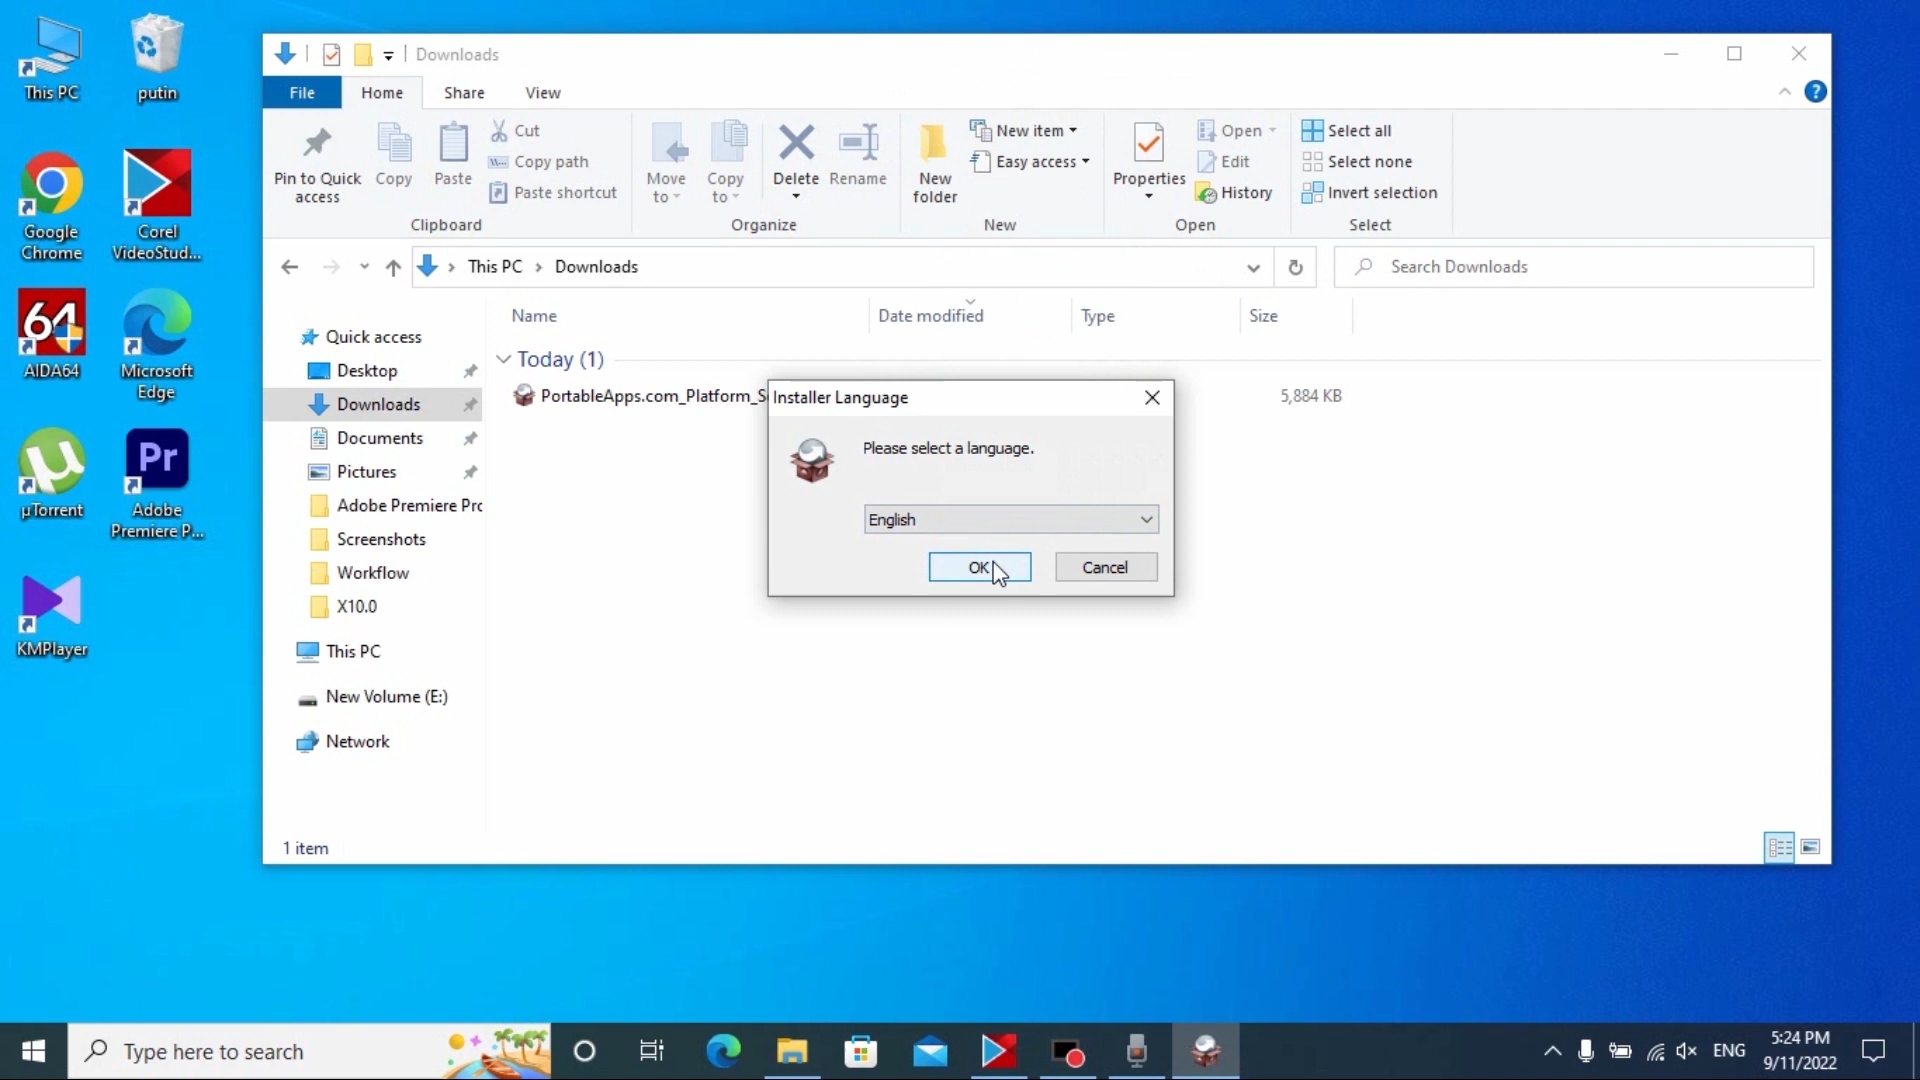 This PC
putin
Google
Chrome
Corel
VideoStud...
64
AIDA64
Microsoft
Edge
µTorrent
Pr
Adobe
Premiere P...
KMPlayer
Downloads
File
Home
Share
View
?
Pin to Quick
access
Copy
Paste
Cut
Copy path
Paste shortcut
Clipboard
Move
to
Copy
to
Delete
Rename
Organize
New
folder
New item
Easy access
New
Properties
Open
Edit
History
Open
Select all
Select none
Invert selection
Select
This PC
Downloads
Search Downloads
Name
Date modified
Type
Size
Quick access
Desktop
Downloads
Documents
Pictures
Adobe Premiere Pro
Screenshots
Workflow
X10.0
This PC
New Volume (E:)
Network
Today (1)
PortableApps.com_Platform_S
5,884 KB
Installer Language
Please select a language.
English
OK
Cancel
1 item
Type here to search
ENG
5:24 PM
9/11/2022